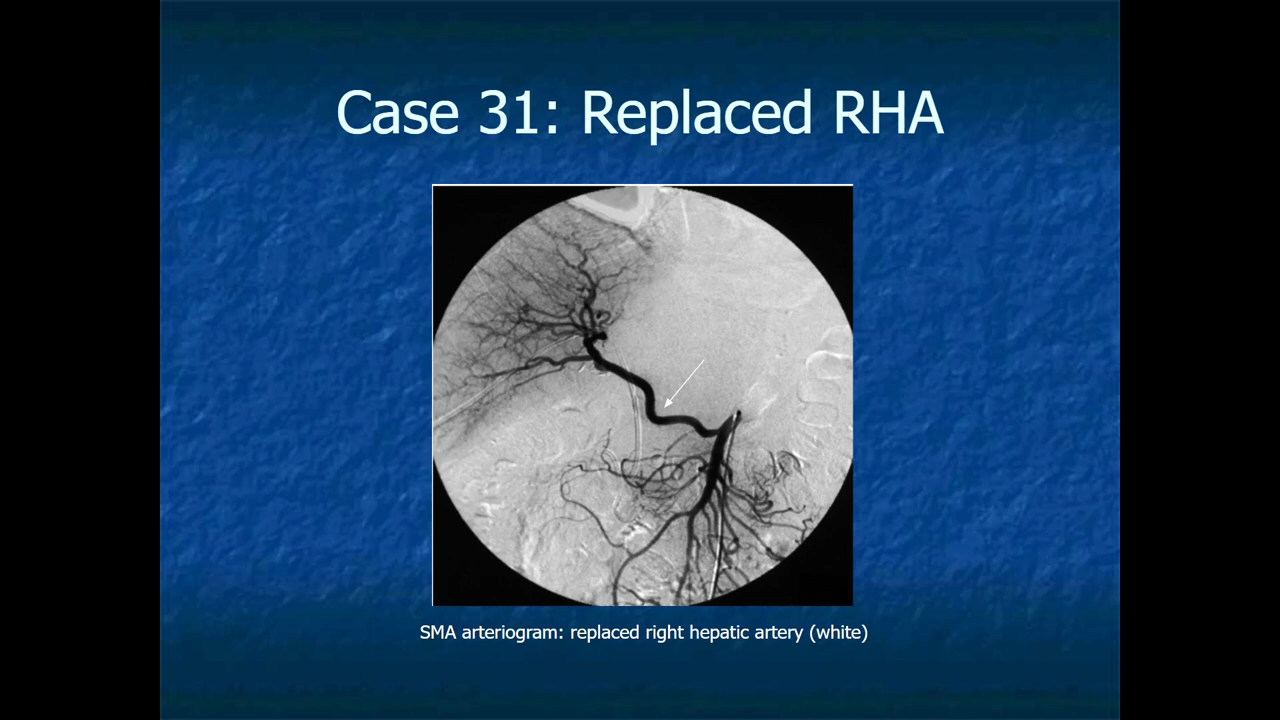 Case 31: Replaced RHA
SMA arteriogram: replaced right hepatic artery (white)